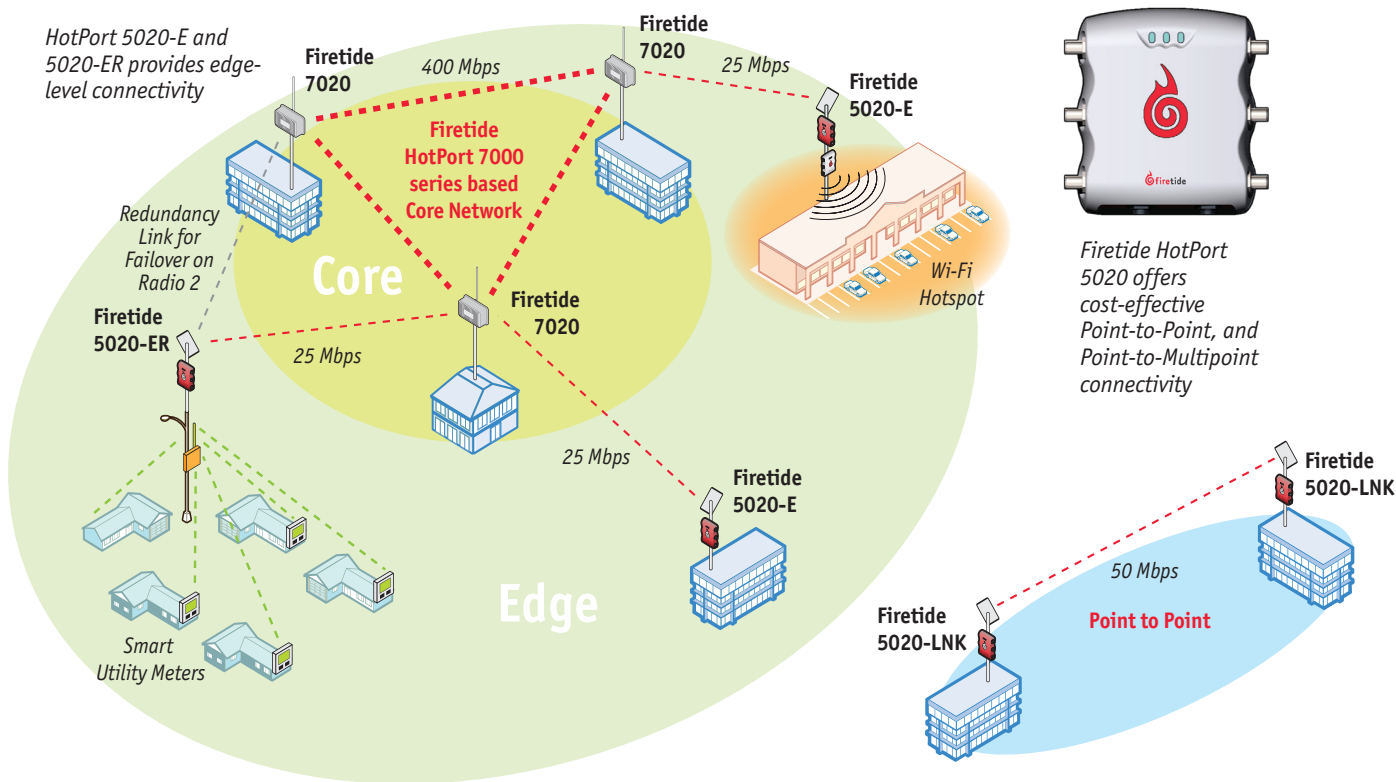 HotPort 5020-E and
5020-ER provides edge-
level connectivity
Firetide
7020
400 Mbps
Firetide
7020
25 Mbps
Firetide
5020-E
Firetide
HotPort 7000
series based
Core Network
Redundancy
Link for
Failover on
Radio 2
Core
Wi-Fi
Hotspot
firetide
Firetide HotPort
5020 offers
cost-effective
Point-to-Point, and
Point-to-Multipoint
connectivity
Firetide
5020-ER
25 Mbps
Firetide
7020
25 Mbps
Firetide
5020-E
Edge
Smart
Utility Meters
Firetide
5020-LNK
50 Mbps
Point to Point
Firetide
5020-LNK